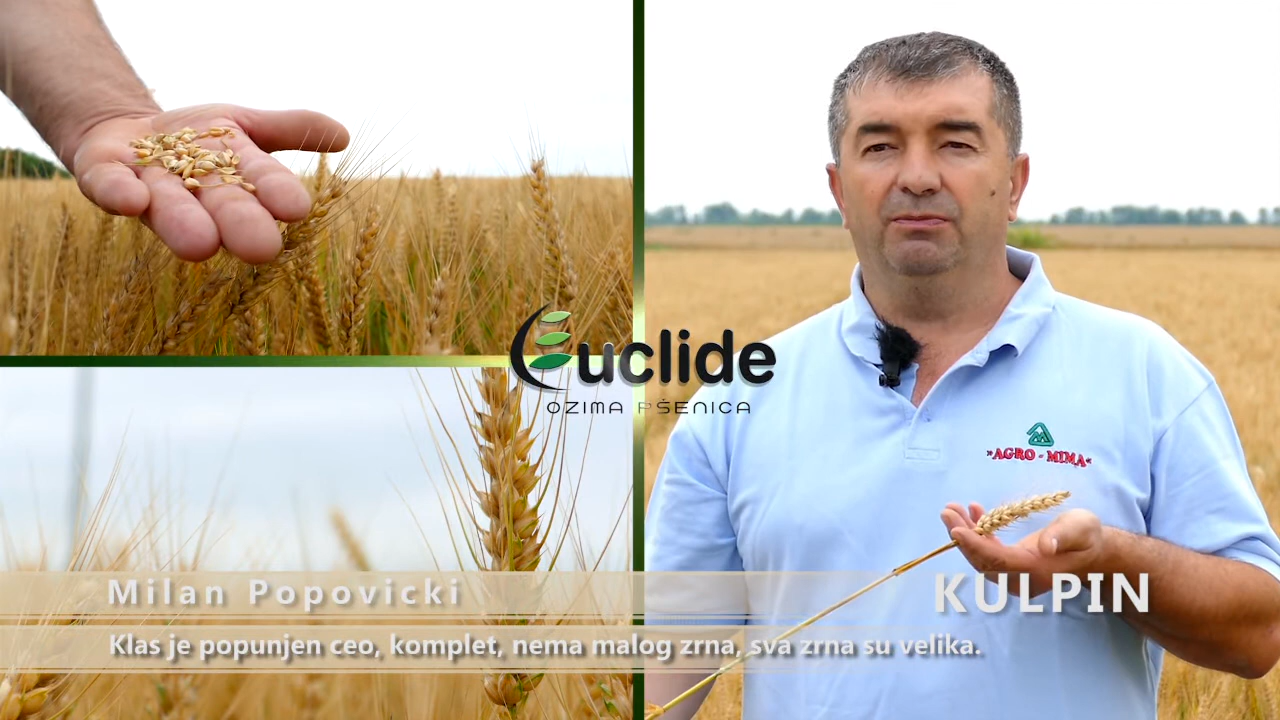 Euclide
OZIMA PŠENICA
»AGRO - MIMA«
Milan Popovicki
KULPIN
Klas je popunjen ceo, komplet, nema malog zrna, sva zrna su velika.